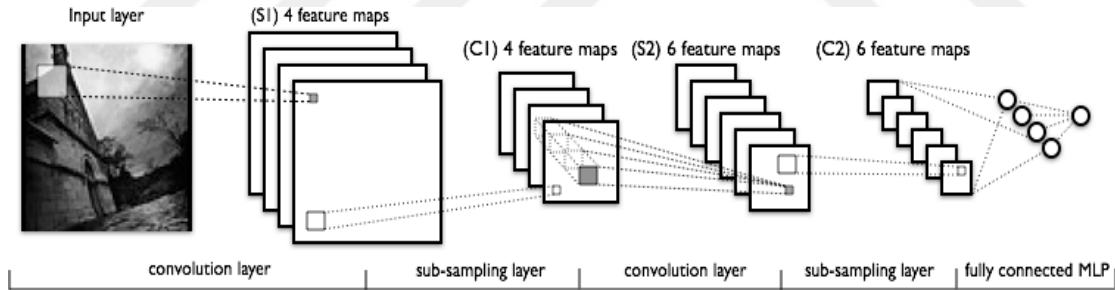 Input layer
(S1) 4 feature maps
(C1) 4 feature maps
(S2) 6 feature maps
(C2) 6 feature maps
convolution layer
sub-sampling layer
convolution layer
sub-sampling layer
fully connected MLP